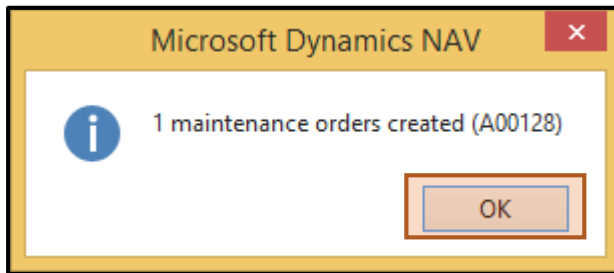 Microsoft Dynamics NAV
1 maintenance orders created (A00128)
OK